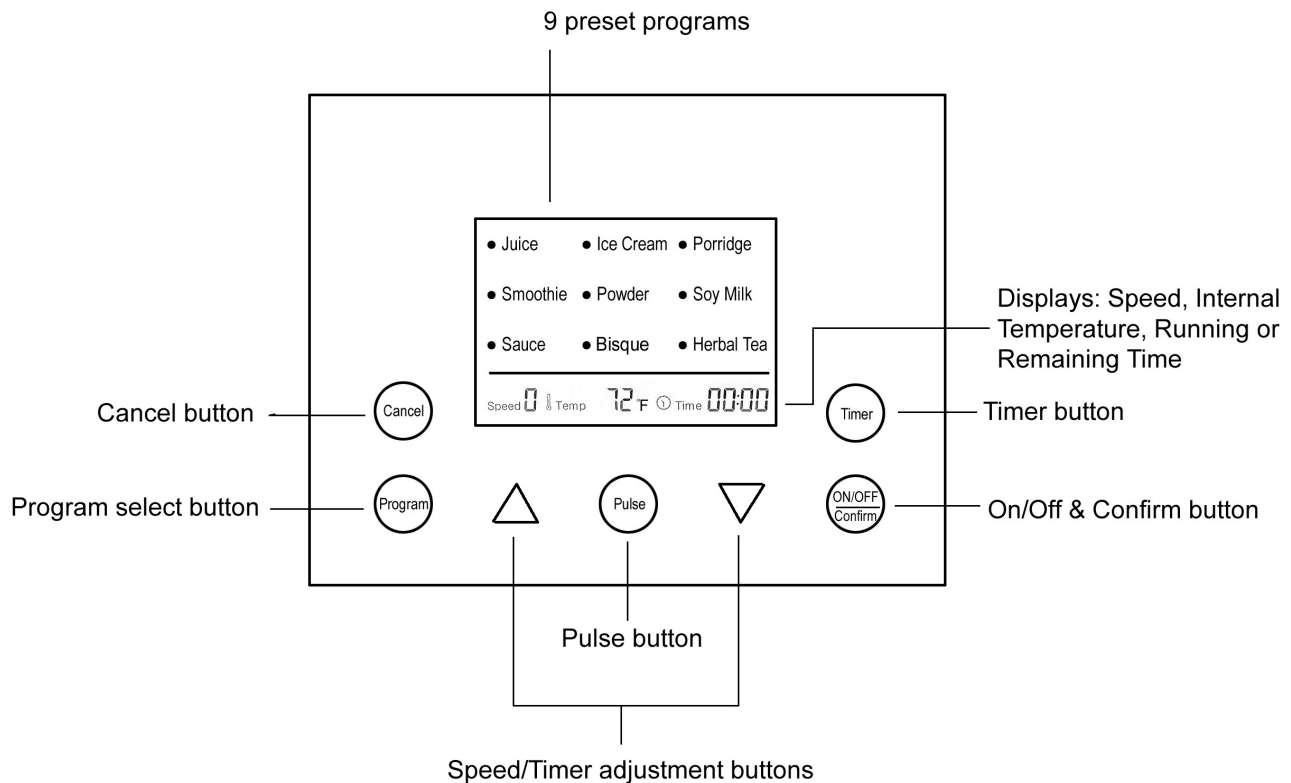 9 preset programs
• Juice • Ice Cream • Porridge
• Smoothie • Powder • Soy Milk
• Sauce • Bisque • Herbal Tea
Speed 0 Temp 72°F Time 00:00
Displays: Speed, Internal
Temperature, Running or
Remaining Time
Cancel button
Cancel
Timer
Timer button
Program select button
Program
Pulse
ON/OFF
Confirm
On/Off & Confirm button
Pulse button
Speed/Timer adjustment buttons